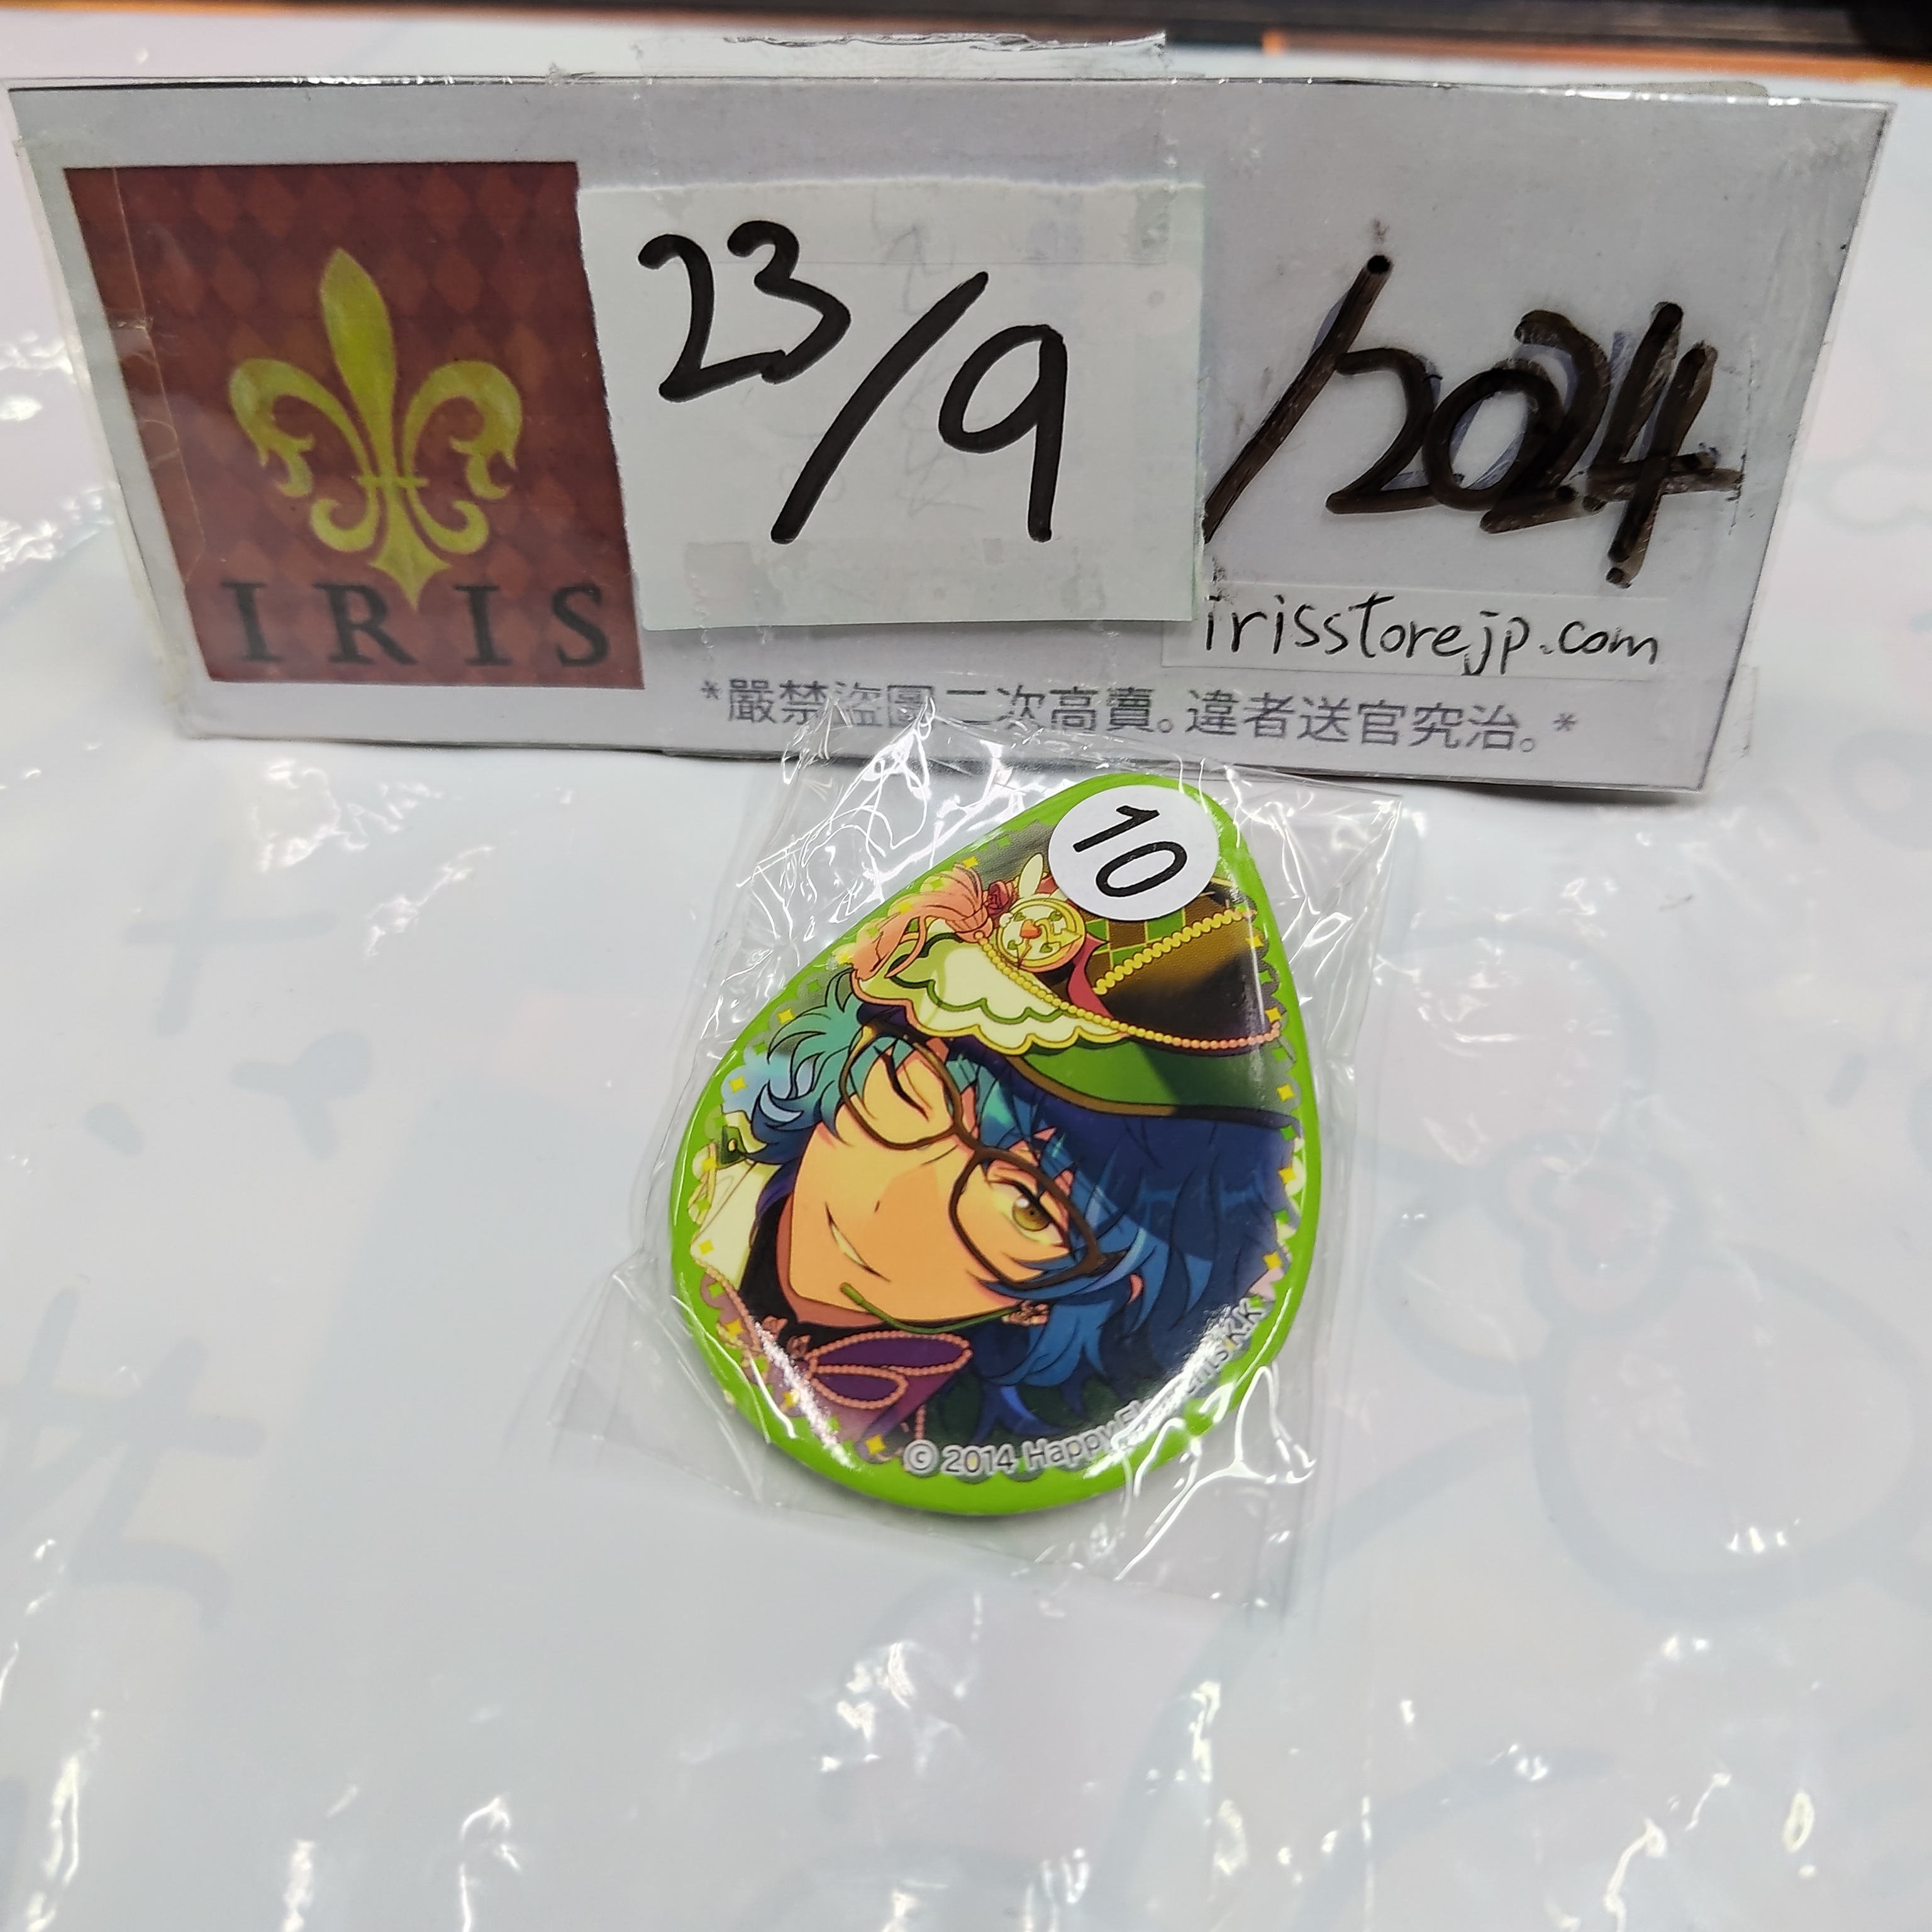 23/9/2024
IRIS
irisstorejp.com
*嚴禁盜圖二次高賣。違者送官究治。*
10
© 2014 Happy Elements K.K